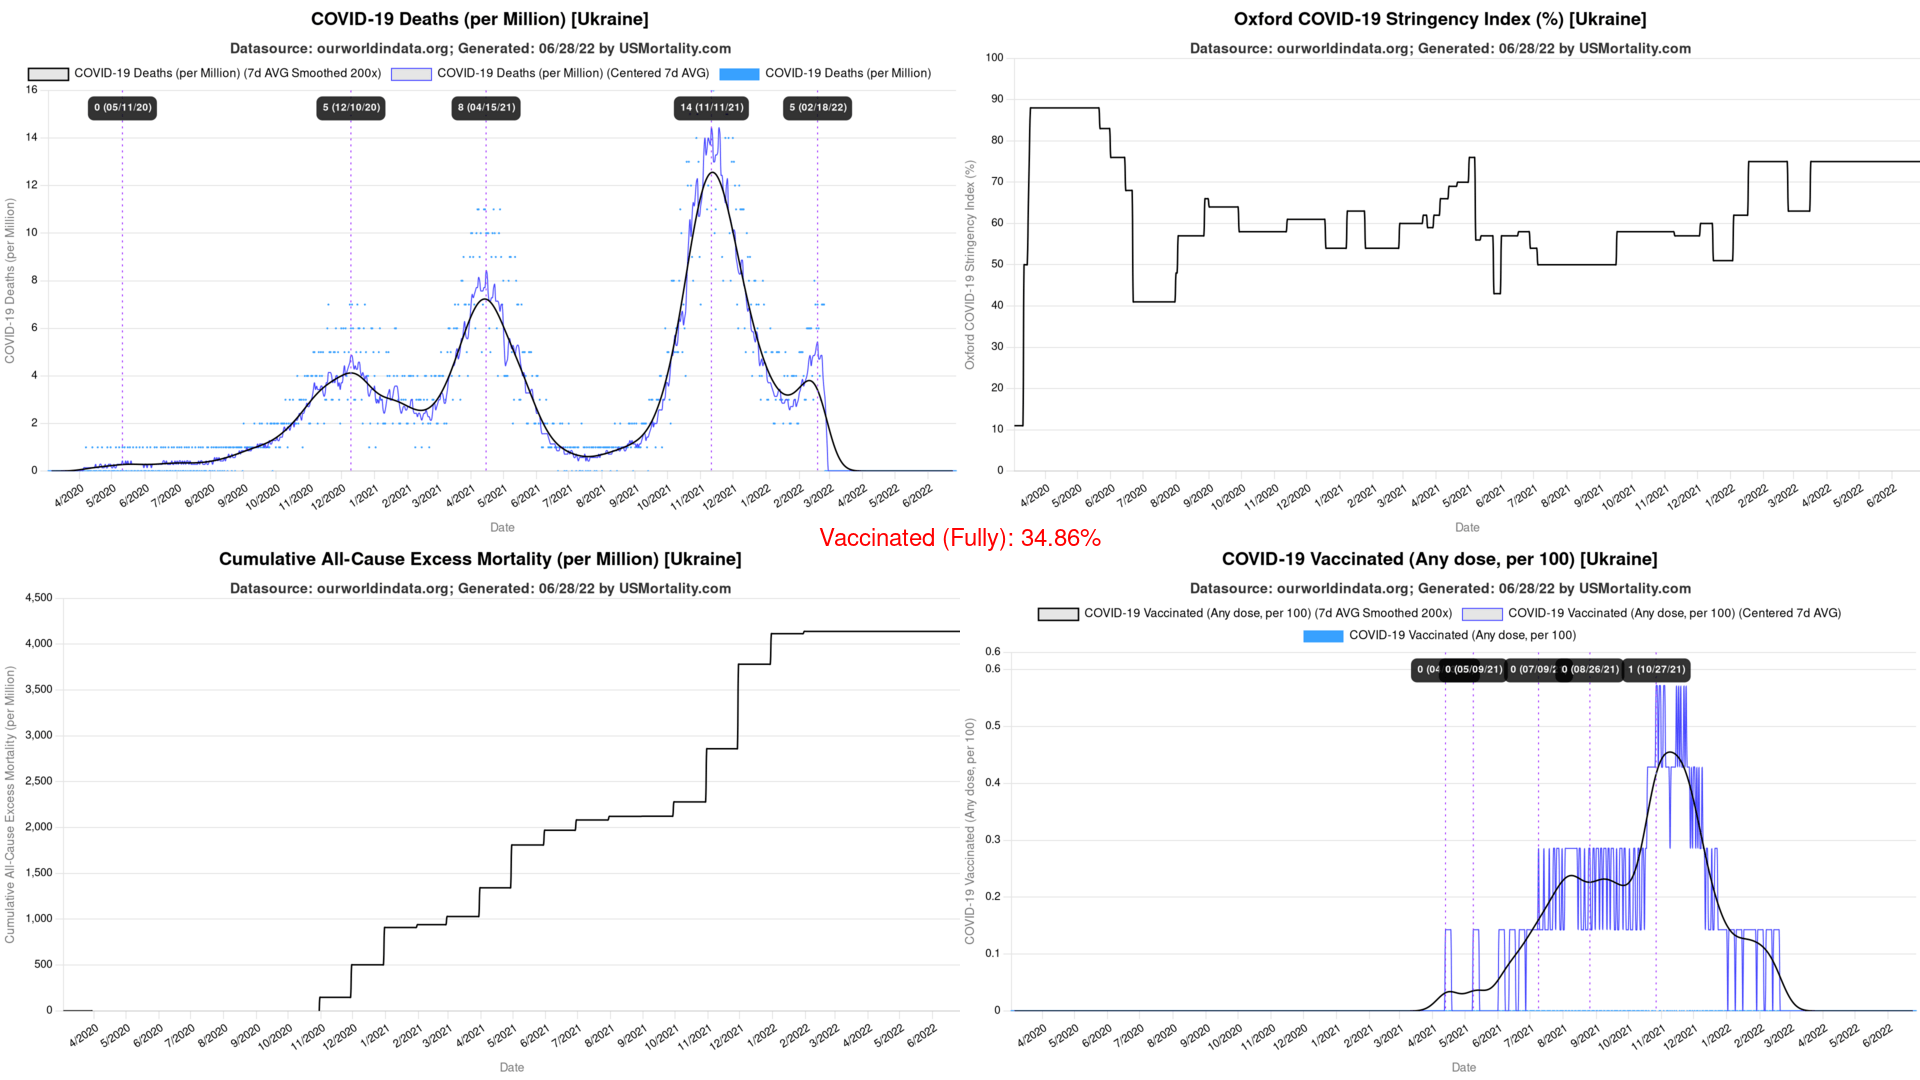 COVID-19 Deaths (per Million) [Ukraine]
Datasource: ourworldindata.org; Generated: 06/28/22 by USMortality.com
COVID-19 Deaths (per Million) (7d AVG Smoothed 200x) COVID-19 Deaths (per Million) (Centered 7d AVG) COVID-19 Deaths (per Million)
0 (05/11/20) 5 (12/10/20) 8 (04/15/21) 14 (11/11/21) 5 (02/18/22)
COVID-19 Deaths (per Million)
16
14
12
10
8
6
4
2
0
4/2020 5/2020 6/2020 7/2020 8/2020 9/2020 10/2020 11/2020 12/2020 1/2021 2/2021 3/2021 4/2021 5/2021 6/2021 7/2021 8/2021 9/2021 10/2021 11/2021 12/2021 1/2022 2/2022 3/2022 4/2022 5/2022 6/2022
Date
Oxford COVID-19 Stringency Index (%) [Ukraine]
Datasource: ourworldindata.org; Generated: 06/28/22 by USMortality.com
Oxford COVID-19 Stringency Index (%)
100
90
80
70
60
50
40
30
20
10
0
4/2020 5/2020 6/2020 7/2020 8/2020 9/2020 10/2020 11/2020 12/2020 1/2021 2/2021 3/2021 4/2021 5/2021 6/2021 7/2021 8/2021 9/2021 10/2021 11/2021 12/2021 1/2022 2/2022 3/2022 4/2022 5/2022 6/2022
Date
Vaccinated (Fully): 34.86%
Cumulative All-Cause Excess Mortality (per Million) [Ukraine]
Datasource: ourworldindata.org; Generated: 06/28/22 by USMortality.com
Cumulative All-Cause Excess Mortality (per Million)
4,500
4,000
3,500
3,000
2,500
2,000
1,500
1,000
500
0
4/2020 5/2020 6/2020 7/2020 8/2020 9/2020 10/2020 11/2020 12/2020 1/2021 2/2021 3/2021 4/2021 5/2021 6/2021 7/2021 8/2021 9/2021 10/2021 11/2021 12/2021 1/2022 2/2022 3/2022 4/2022 5/2022 6/2022
Date
COVID-19 Vaccinated (Any dose, per 100) [Ukraine]
Datasource: ourworldindata.org; Generated: 06/28/22 by USMortality.com
COVID-19 Vaccinated (Any dose, per 100) (7d AVG Smoothed 200x) COVID-19 Vaccinated (Any dose, per 100) (Centered 7d AVG)
COVID-19 Vaccinated (Any dose, per 100)
0 (04 0 (05/09/21) 0 (07/09/2 0 (08/26/21) 1 (10/27/21)
COVID-19 Vaccinated (Any dose, per 100)
0.6
0.6
0.5
0.4
0.3
0.2
0.1
0
4/2020 5/2020 6/2020 7/2020 8/2020 9/2020 10/2020 11/2020 12/2020 1/2021 2/2021 3/2021 4/2021 5/2021 6/2021 7/2021 8/2021 9/2021 10/2021 11/2021 1/2022 2/2022 3/2022 4/2022 5/2022 6/2022
Date